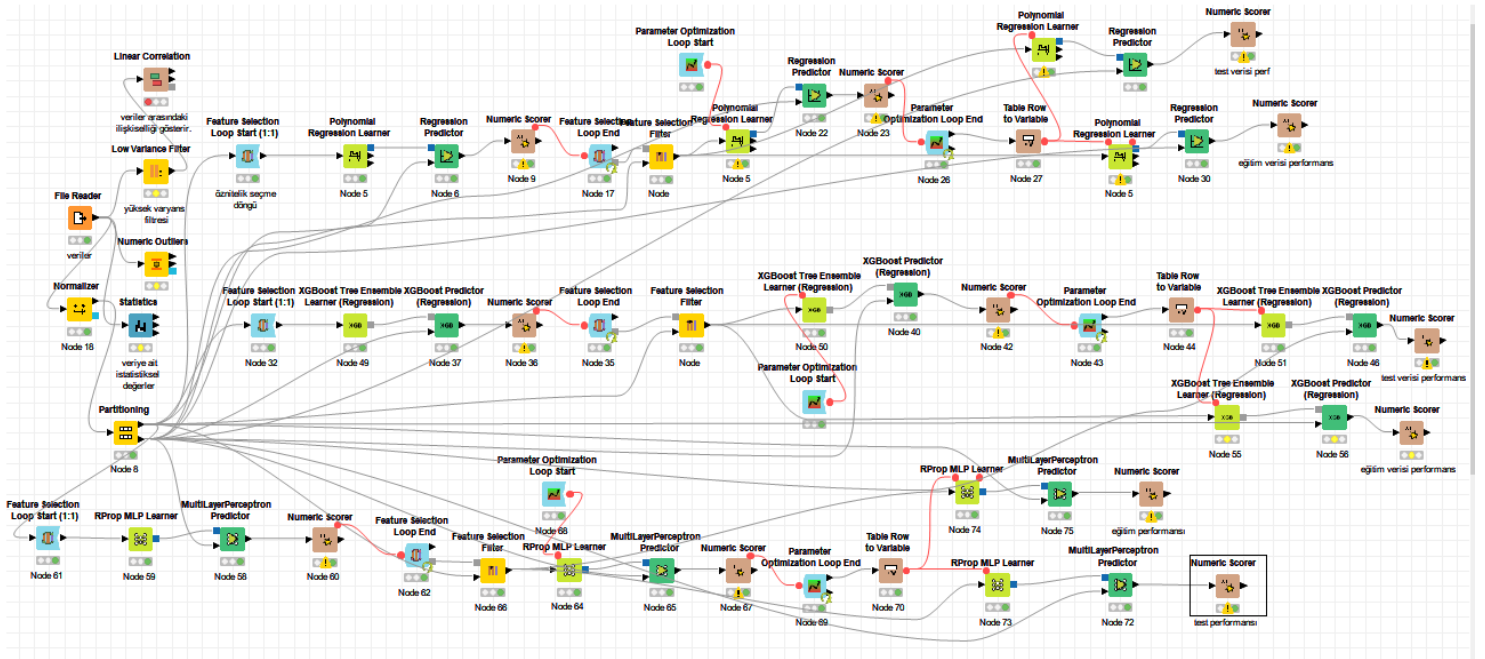 Linear Correlation
veriler arasındaki
ilişkiselliği gösterir.
Low Variance Filter
yüksek varyans
filtresi
File Reader
veriler
Numeric Outliers
Normalizer
Node 18
Statistics
veriye ait
istatistiksel
değerler
Partitioning
Node 8
Feature Selection
Loop Start (1:1)
öznitelik seçme
döngü
Polynomial
Regression Learner
Node 5
Regression
Predictor
Node 6
Numeric Scorer
Node 9
Feature Selection
Loop End
Node 17
Feature Selection
Filter
Node
Parameter Optimization
Loop Start
Polynomial
Regression Learner
Node 5
Regression
Predictor
Node 22
Numeric Scorer
Node 23
Parameter
Optimization Loop End
Node 26
Table Row
to Variable
Node 27
Polynomial
Regression Learner
Regression
Predictor
Numeric Scorer
test verisi perf
Polynomial
Regression Learner
Node 5
Regression
Predictor
Node 30
Numeric Scorer
eğitim verisi performans
Feature Selection
Loop Start (1:1)
Node 32
XGBoost Tree Ensemble
Learner (Regression)
Node 49
XGBoost Predictor
(Regression)
Node 37
Numeric Scorer
Node 36
Feature Selection
Loop End
Node 35
Feature Selection
Filter
Node
XGBoost Tree Ensemble
Learner (Regression)
Node 50
Parameter Optimization
Loop Start
XGBoost Predictor
(Regression)
Node 40
Numeric Scorer
Node 42
Parameter
Optimization Loop End
Node 43
Table Row
to Variable
Node 44
XGBoost Tree Ensemble
Learner (Regression)
Node 51
XGBoost Predictor
(Regression)
Node 46
Numeric Scorer
test verisi performans
XGBoost Tree Ensemble
Learner (Regression)
Node 55
XGBoost Predictor
(Regression)
Node 56
Numeric Scorer
eğitim verisi performans
Feature Selection
Loop Start (1:1)
Node 61
RProp MLP Learner
Node 59
MultiLayerPerceptron
Predictor
Node 58
Numeric Scorer
Node 60
Feature Selection
Loop End
Node 62
Feature Selection
Filter
Node 66
Parameter Optimization
Loop Start
Node 68
RProp MLP Learner
Node 64
MultiLayerPerceptron
Predictor
Node 65
Numeric Scorer
Node 67
Parameter
Optimization Loop End
Node 69
Table Row
to Variable
Node 70
RProp MLP Learner
Node 74
MultiLayerPerceptron
Predictor
Node 75
Numeric Scorer
eğitim performansı
RProp MLP Learner
Node 73
MultiLayerPerceptron
Predictor
Node 72
Numeric Scorer
test performansı